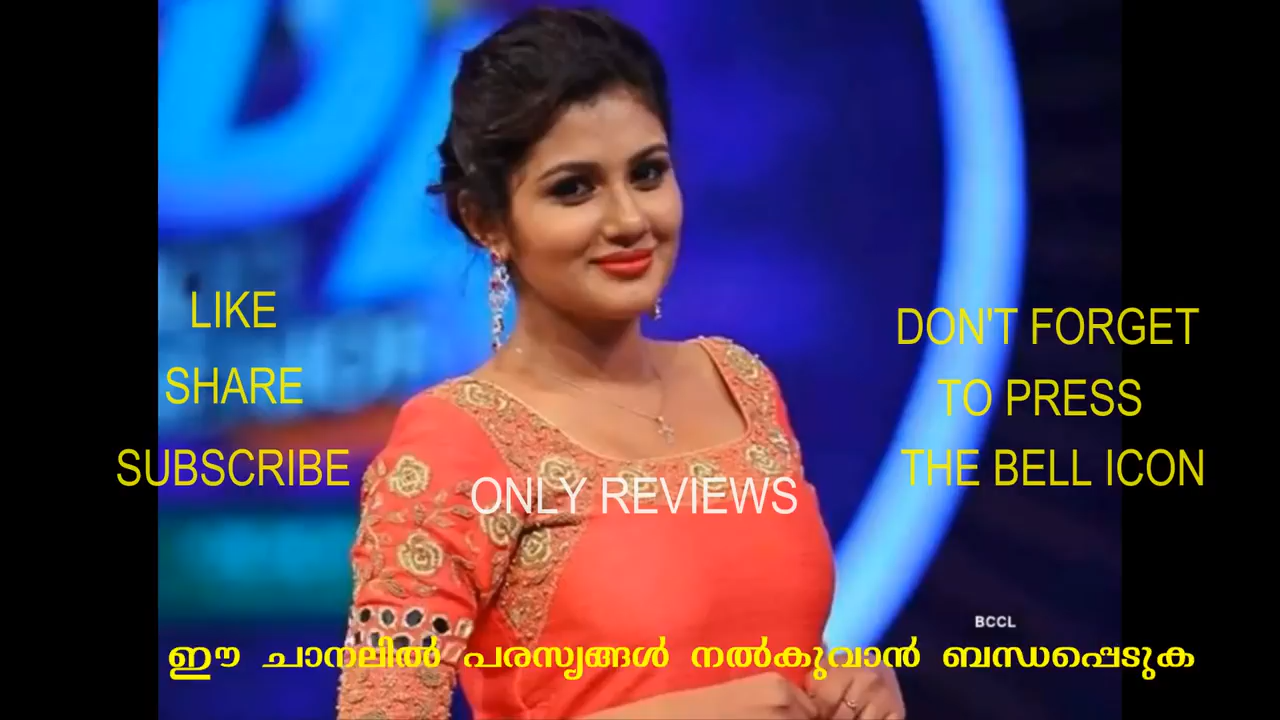 LIKE
SHARE
SUBSCRIBE
DON'T FORGET
TO PRESS
THE BELL ICON
ONLY REVIEWS
BCCL
ഈ ചാനലിൽ പരസ്യങ്ങൾ നൽകുവാൻ ബന്ധപ്പെടുക